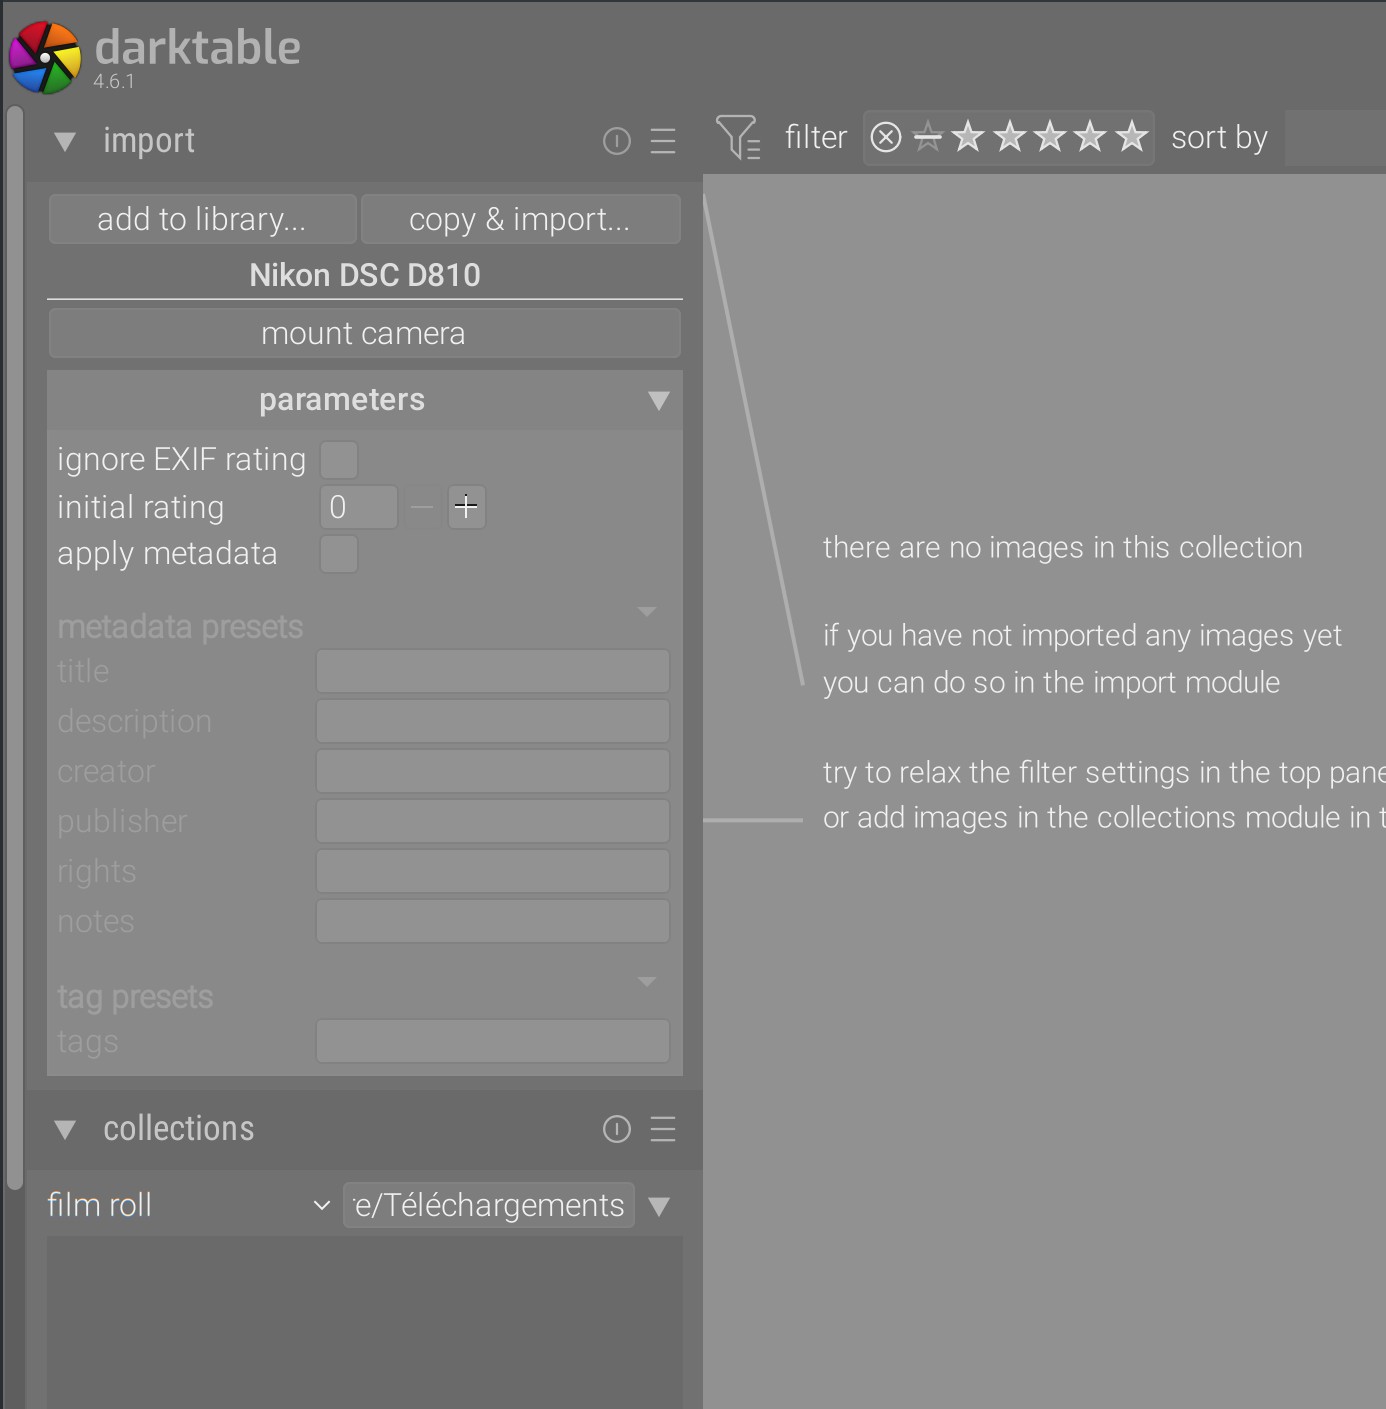 darktable
4.6.1
import
filter
sort by
add to library...
copy & import...
Nikon DSC D810
mount camera
parameters
ignore EXIF rating
initial rating
0
apply metadata
metadata presets
title
description
creator
publisher
rights
notes
tag presets
tags
collections
film roll
e/Téléchargements
there are no images in this collection
if you have not imported any images yet
you can do so in the import module
try to relax the filter settings in the top
or add images in the collections module in